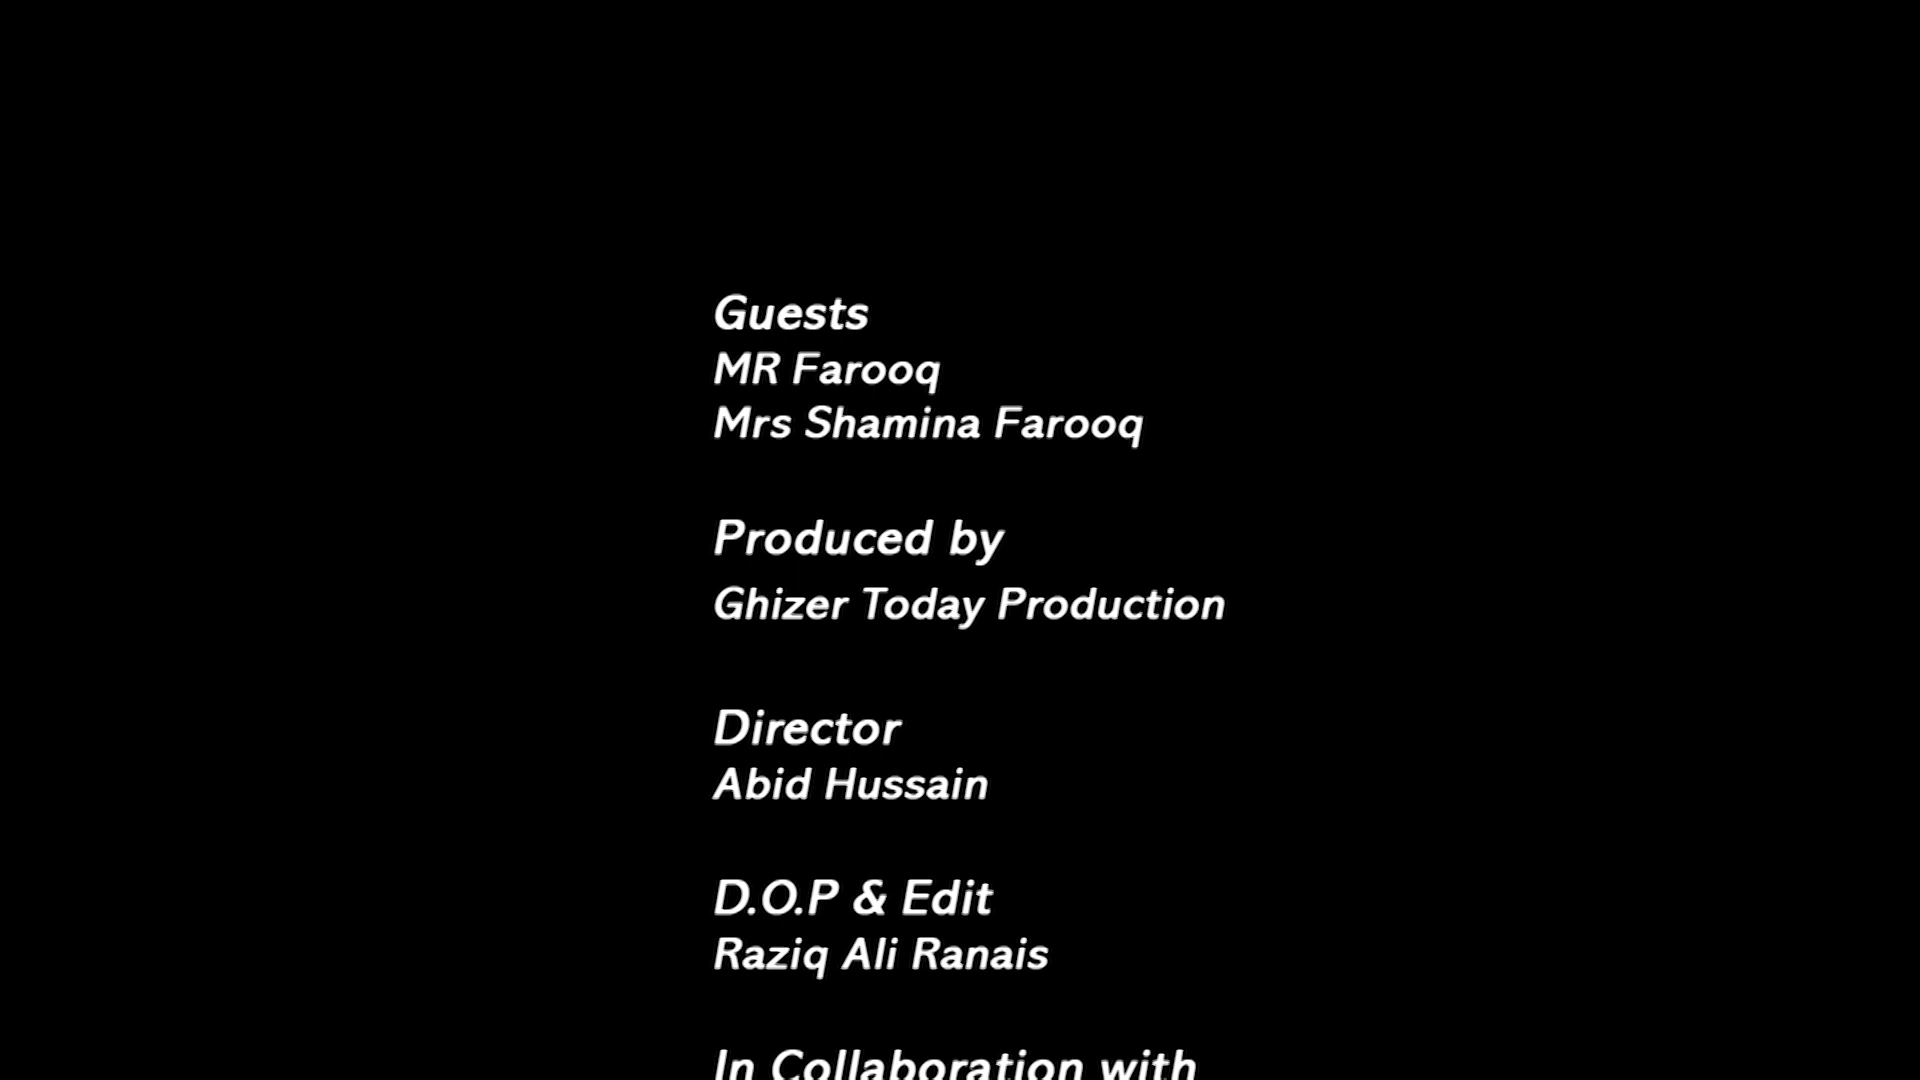 Guests
MR Farooq
Mrs Shamina Farooq
Produced by
Ghizer Today Production
Director
Abid Hussain
D.O.P & Edit
Raziq Ali Ranais
In Collaboration with